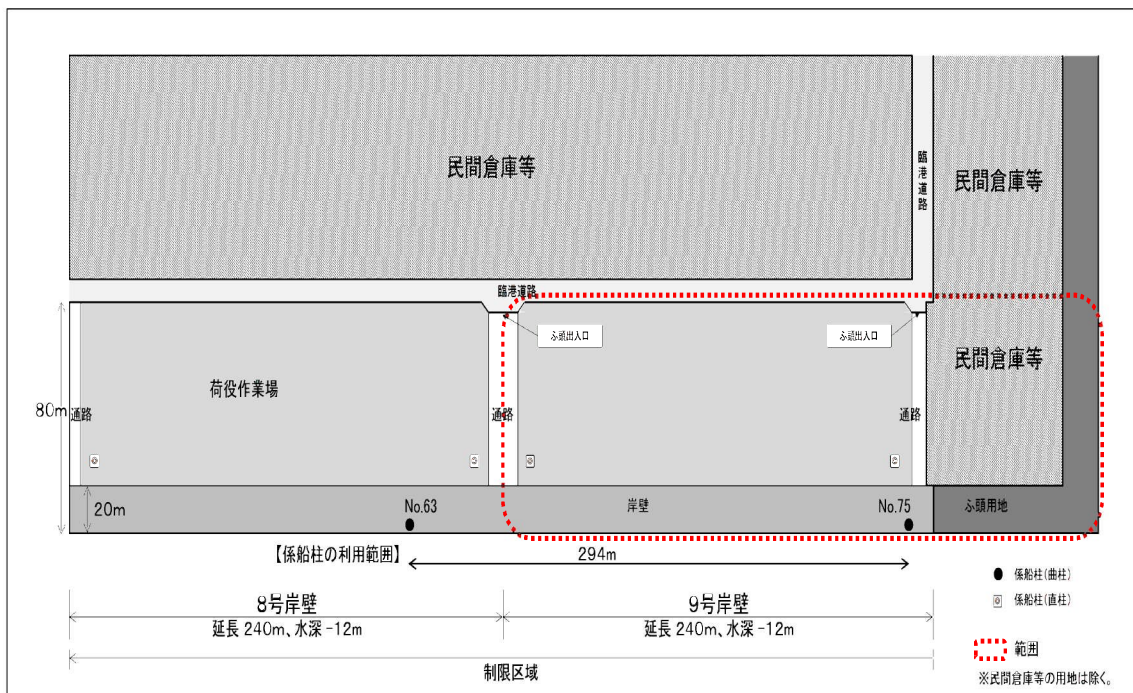 民間倉庫等
臨港道路
民間倉庫等
臨港道路
ふ頭出入口
ふ頭出入口
荷役作業場
民間倉庫等
80m
通路
通路
通路
20m
No.63
岸壁
No.75
ふ頭用地
【係船柱の利用範囲】
294m
係船柱(曲柱)
係船柱(直柱)
8号岸壁
延長 240m、水深 -12m
9号岸壁
延長 240m、水深 -12m
範囲
制限区域
※民間倉庫等の用地は除く。